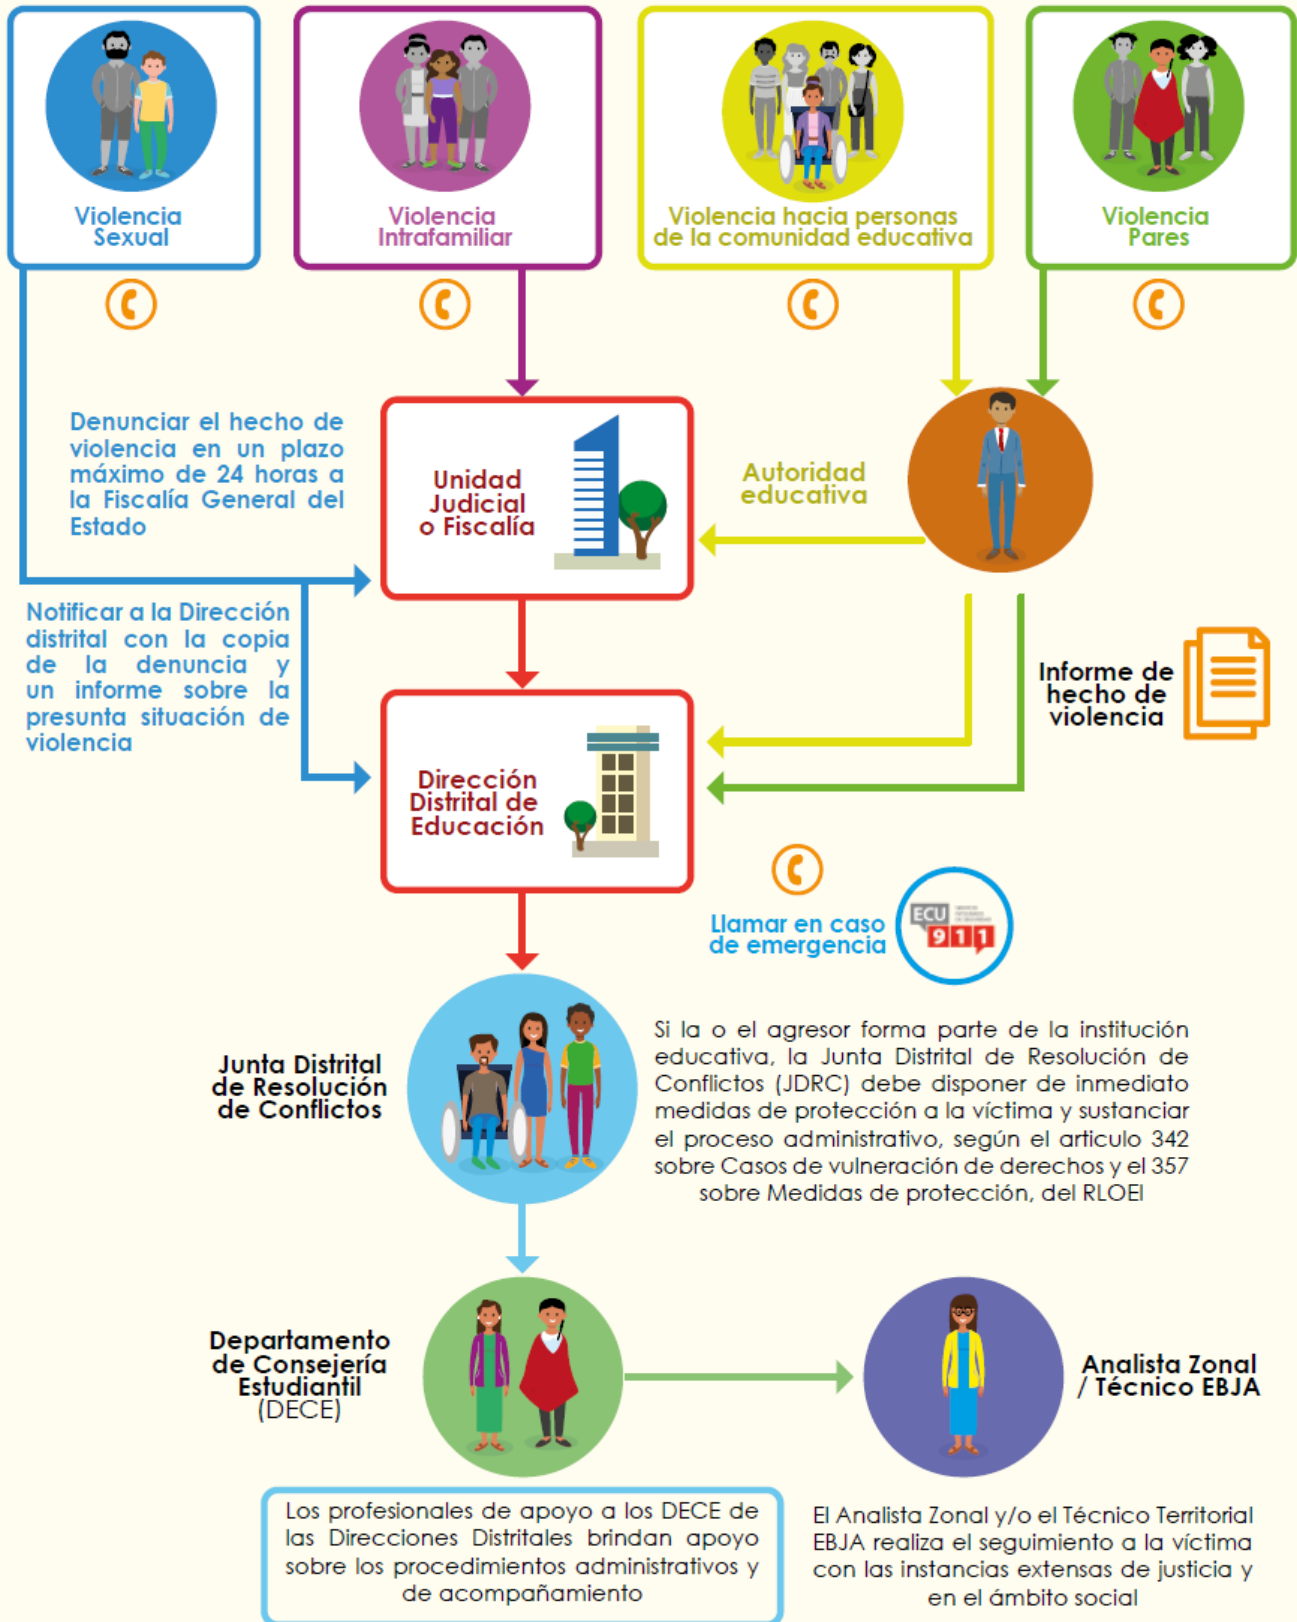 Violencia
Sexual
Violencia
Intrafamiliar
Violencia hacia personas
de la comunidad educativa
Violencia
Pares
Denunciar el hecho de
violencia en un plazo
máximo de 24 horas a
la Fiscalía General del
Estado
Unidad
Judicial
o Fiscalía
Autoridad
educativa
Notificar a la Dirección
distrital con la copia
de la denuncia y
un informe sobre la
presunta situación de
violencia
Informe de
hecho de
violencia
Dirección
Distrital de
Educación
Llamar en caso
de emergencia
ECU
911
Junta Distrital
de Resolución
de Conflictos
Si la o el agresor forma parte de la institución
educativa, la Junta Distrital de Resolución de
Conflictos (JDRC) debe disponer de inmediato
medidas de protección a la víctima y sustanciar
el proceso administrativo, según el articulo 342
sobre Casos de vulneración de derechos y el 357
sobre Medidas de protección, del RLOEI
Departamento
de Consejería
Estudiantil
(DECE)
Analista Zonal
/ Técnico EBJA
Los profesionales de apoyo a los DECE de
las Direcciones Distritales brindan apoyo
sobre los procedimientos administrativos y
de acompañamiento
El Analista Zonal y/o el Técnico Territorial
EBJA realiza el seguimiento a la víctima
con las instancias extensas de justicia y
en el ámbito social